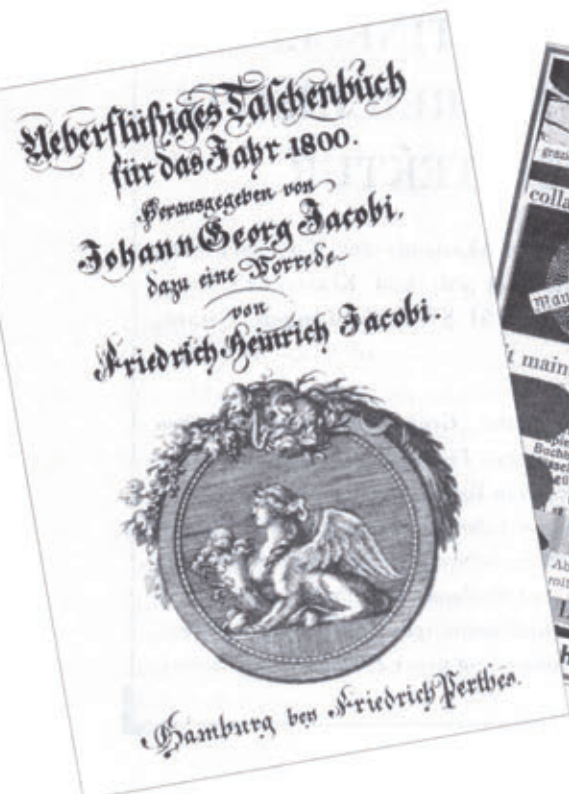 Ueberflüßiges Taschenbuch
für das Jahr 1800.
Herausgegeben von
Johann Georg Jacobi.
dazu eine Vorrede
von
Friedrich Heinrich Jacobi.
Hamburg bey Friedrich Perthes.
colla
t main